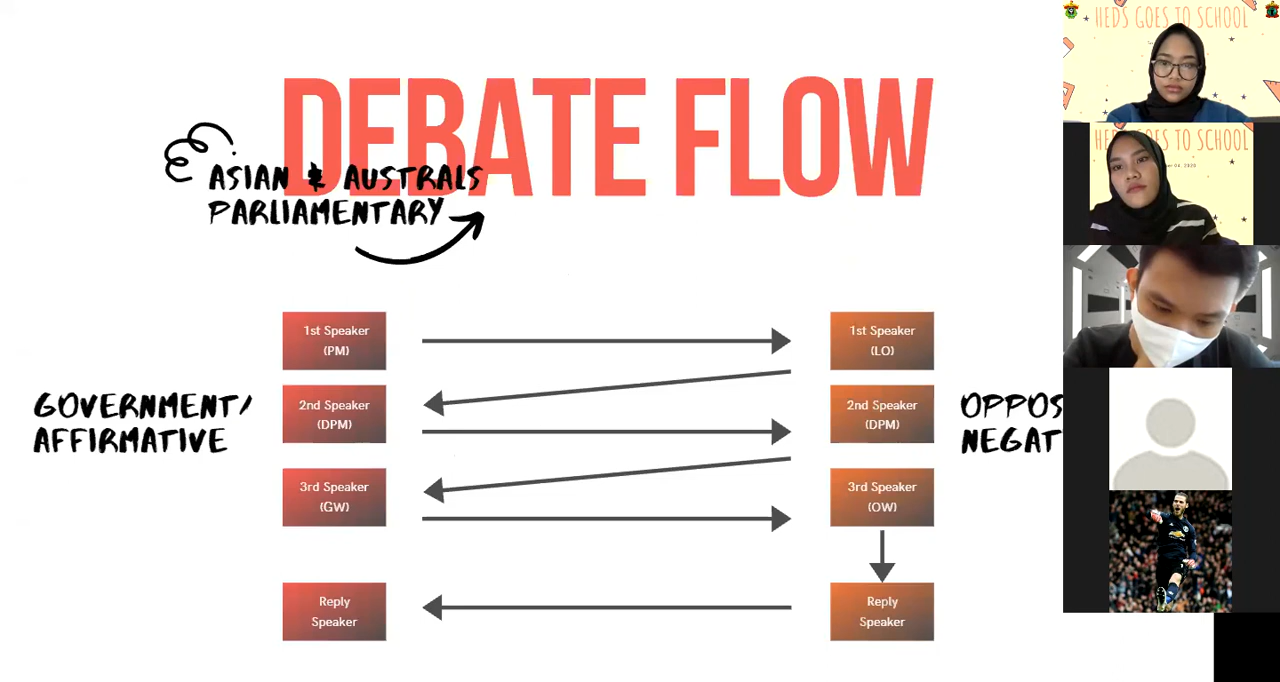 DEBATE FLOW
ASIAN & AUSTRALS
PARLIAMENTARY
GOVERNMENT/
AFFIRMATIVE
1st Speaker
(PM)
2nd Speaker
(DPM)
3rd Speaker
(GW)
Reply
Speaker
1st Speaker
(LO)
2nd Speaker
(DPM)
3rd Speaker
(OW)
Reply
Speaker
OPPOS
NEGAT
HEDS GOES TO SCHOOL
GOES TO SCHOOL
2020